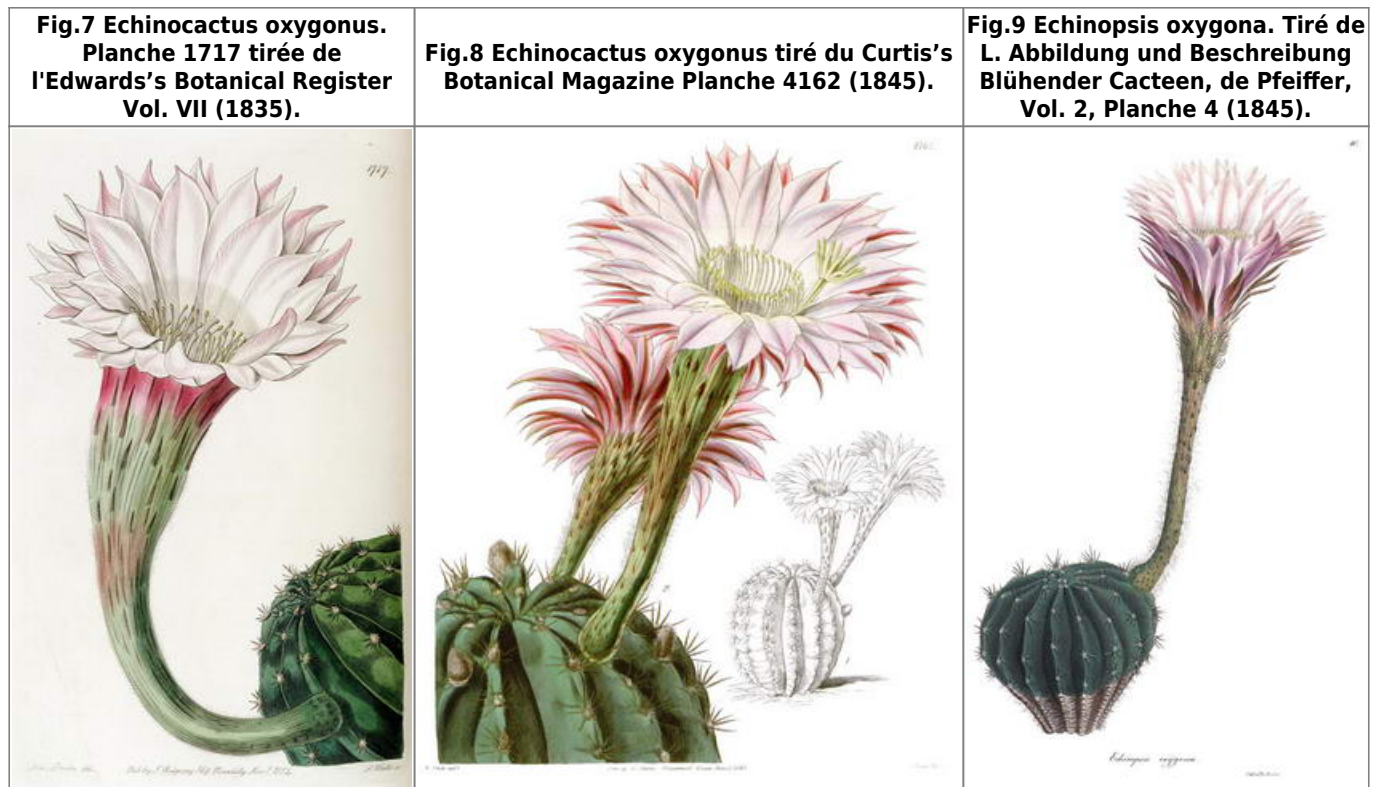 Fig.7 Echinocactus oxygonus.
Planche 1717 tirée de
l'Edwards’s Botanical Register
Vol. VII (1835).
Fig.8 Echinocactus oxygonus tiré du Curtis’s
Botanical Magazine Planche 4162 (1845).
Fig.9 Echinopsis oxygona. Tiré de
L. Abbildung und Beschreibung
Blühender Cacteen, de Pfeiffer,
Vol. 2, Planche 4 (1845).
1717.
Echinopsis oxygona